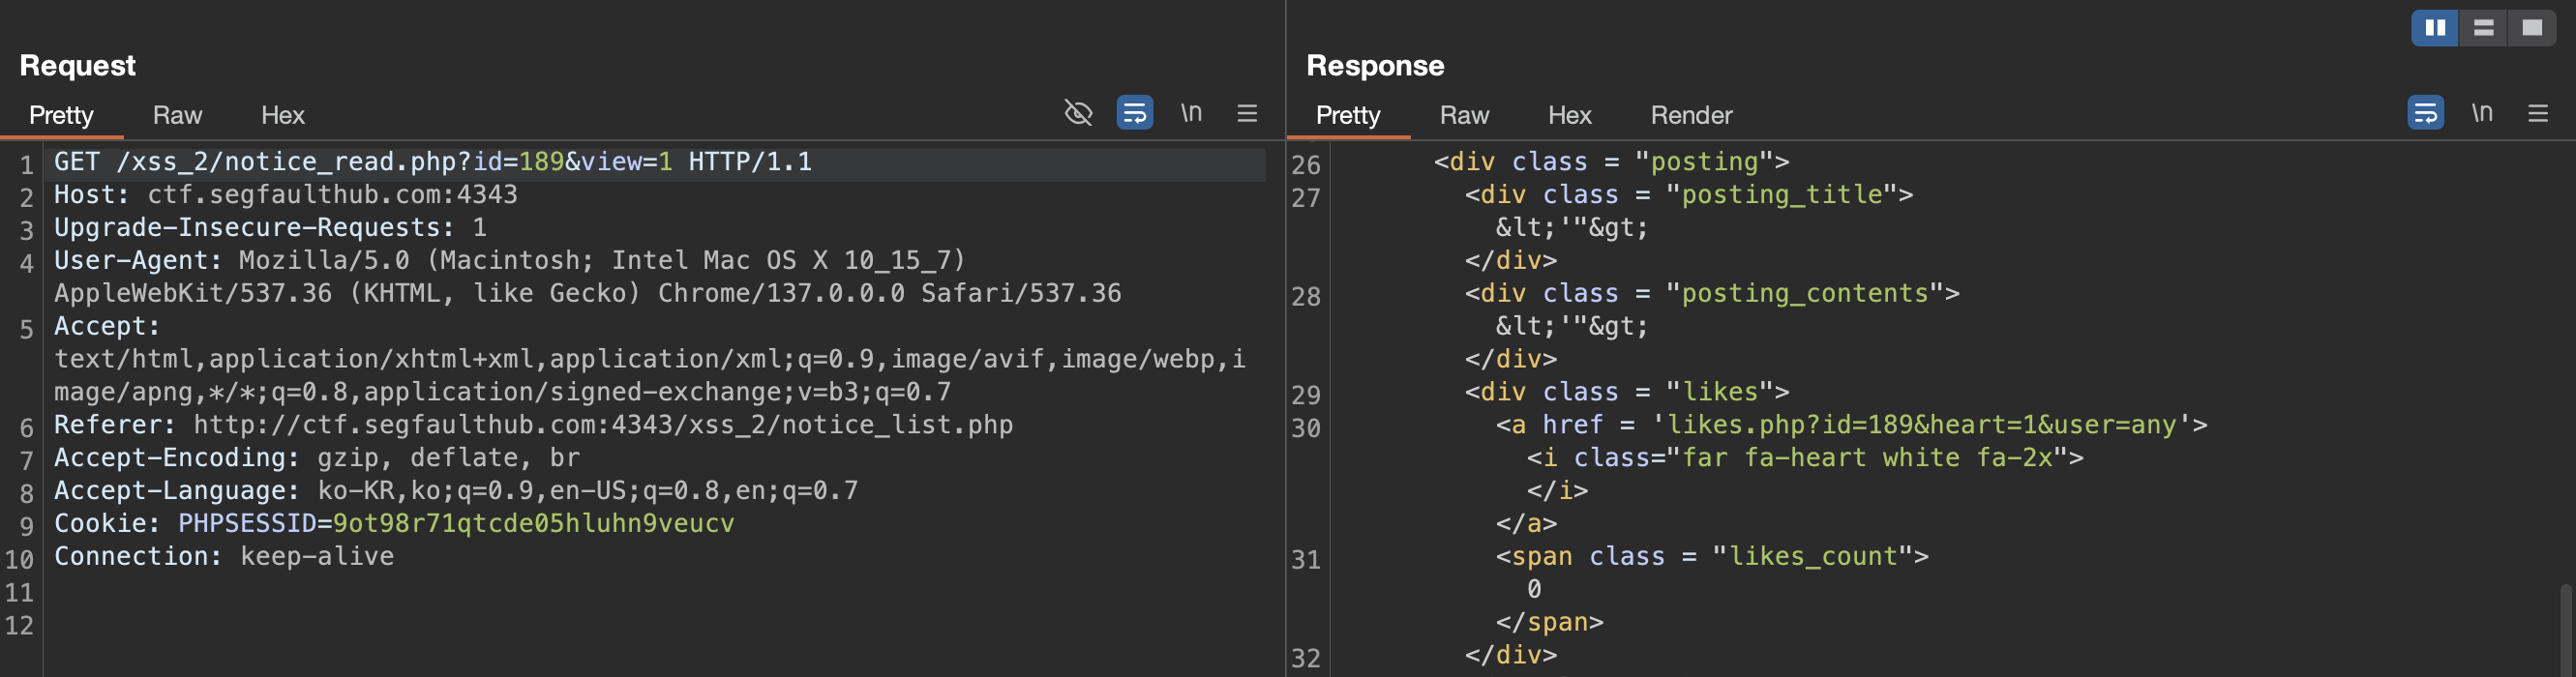 Request
Pretty Raw Hex \n
1 GET /xss_2/notice_read.php?id=189&view=1 HTTP/1.1
2 Host: ctf.segfaulthub.com:4343
3 Upgrade-Insecure-Requests: 1
4 User-Agent: Mozilla/5.0 (Macintosh; Intel Mac OS X 10_15_7)
AppleWebKit/537.36 (KHTML, like Gecko) Chrome/137.0.0.0 Safari/537.36
5 Accept:
text/html,application/xhtml+xml,application/xml;q=0.9,image/avif,image/webp,i
mage/apng,*/*;q=0.8,application/signed-exchange;v=b3;q=0.7
6 Referer: http://ctf.segfaulthub.com:4343/xss_2/notice_list.php
7 Accept-Encoding: gzip, deflate, br
8 Accept-Language: ko-KR,ko;q=0.9,en-US;q=0.8,en;q=0.7
9 Cookie: PHPSESSID=9ot98r71qtcde05hluhn9veucv
10 Connection: keep-alive
11
12
Response
Pretty Raw Hex Render \n
26 <div class = "posting">
27 <div class = "posting_title">
&lt;'"&gt;
</div>
28 <div class = "posting_contents">
&lt;'"&gt;
</div>
29 <div class = "likes">
30 <a href = 'likes.php?id=189&heart=1&user=any'>
<i class="far fa-heart white fa-2x">
</i>
</a>
31 <span class = "likes_count">
0
</span>
32 </div>